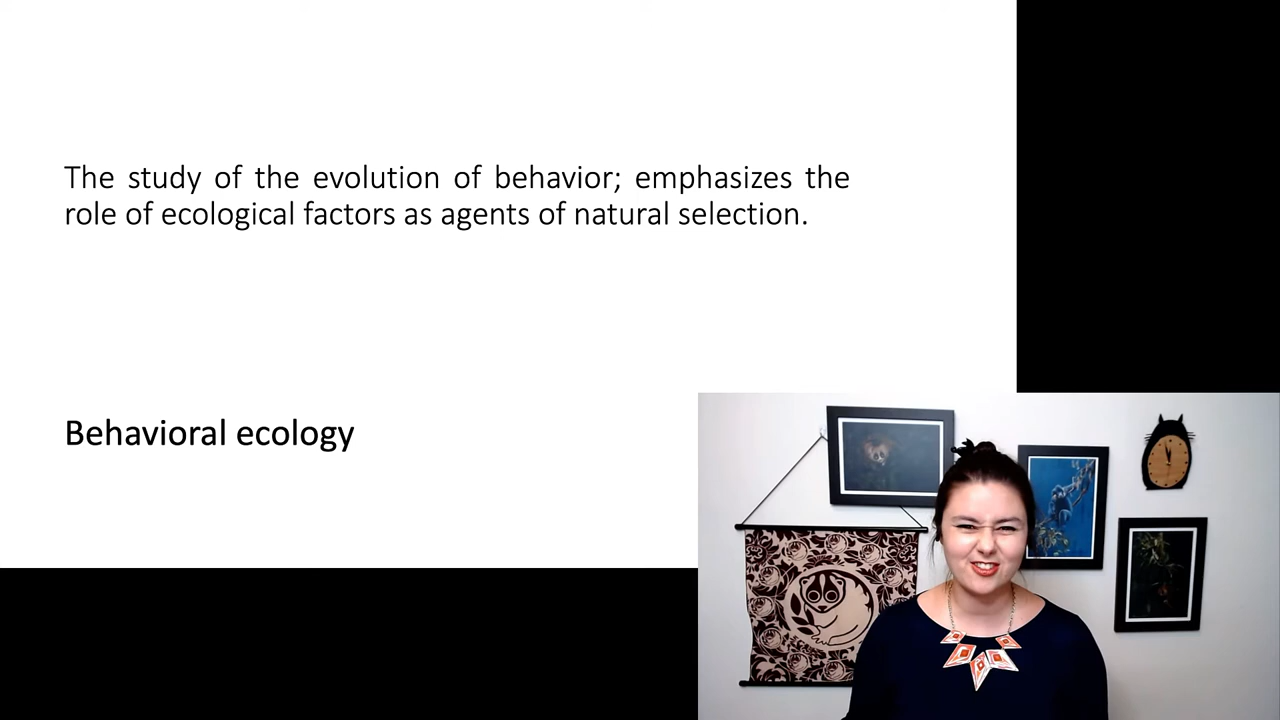 The study of the evolution of behavior; emphasizes the
role of ecological factors as agents of natural selection.
Behavioral ecology